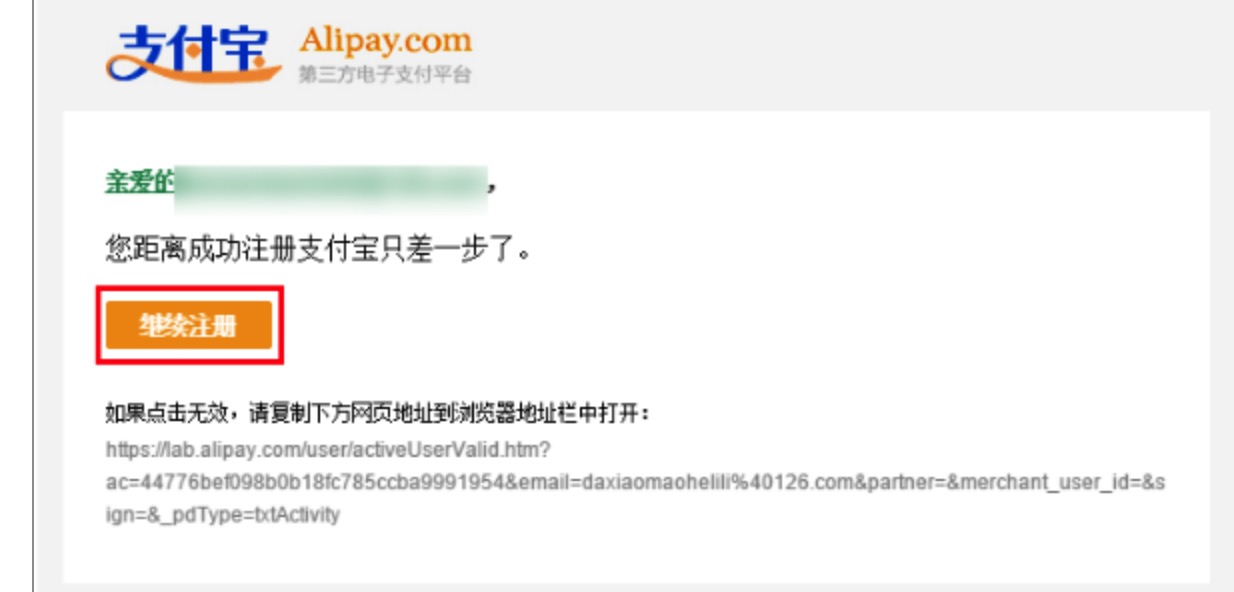 支付宝 Alipay.com
第三方电子支付平台
亲爱的 ,
您距离成功注册支付宝只差一步了。
继续注册
如果点击无效，请复制下方网页地址到浏览器地址栏中打开：
https://lab.alipay.com/user/activeUserValid.htm?
ac=44776bef098b0b18fc785ccba9991954&email=daxiaomaohelili%40126.com&partner=&merchant_user_id=&s
ign=&_pdType=txtActivity